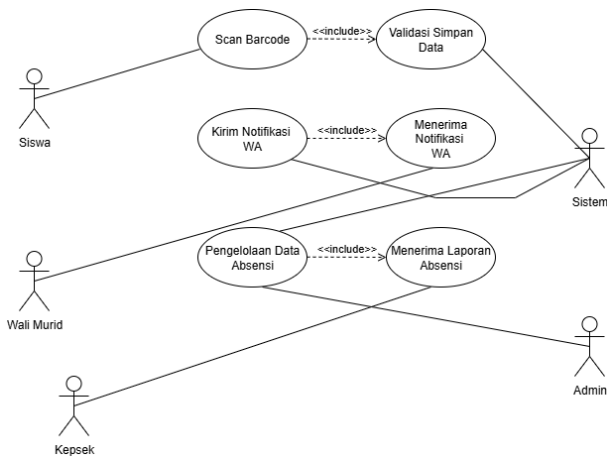 Scan Barcode
<<include>>
Validasi Simpan
Data
Siswa
Kirim Notifikasi
WA
<<include>>
Menerima
Notifikasi
WA
Sistem
Pengelolaan Data
Absensi
<<include>>
Menerima Laporan
Absensi
Wali Murid
Admin
Kepsek